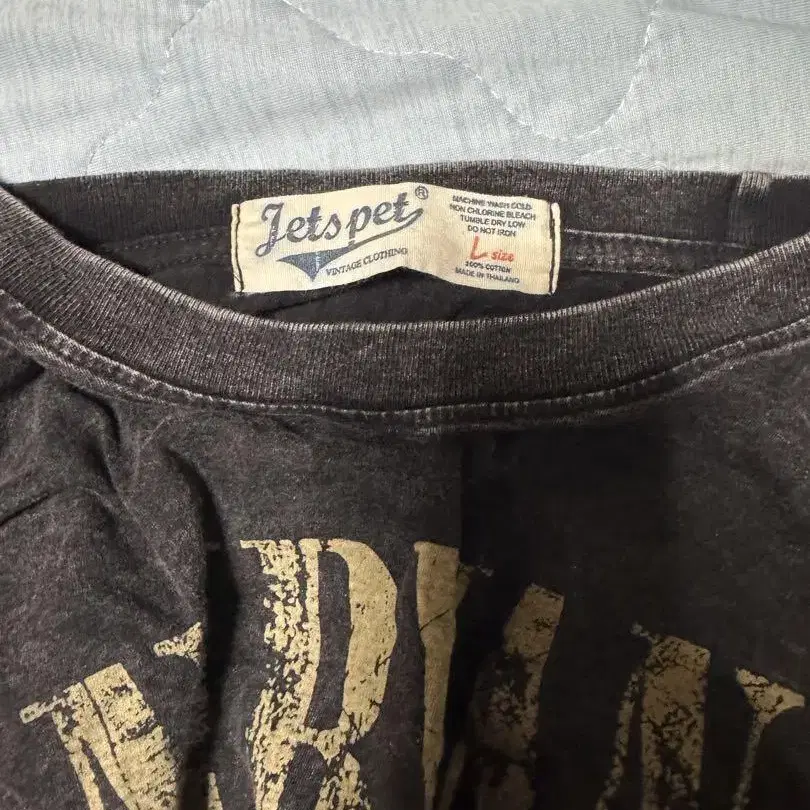 Jetspet®
VINTAGE CLOTHING
MACHINE WASH COLD
NON CHLORINE BLEACH
TUMBLE DRY LOW
DO NOT IRON
L size
100% COTTON
MADE IN THAILAND